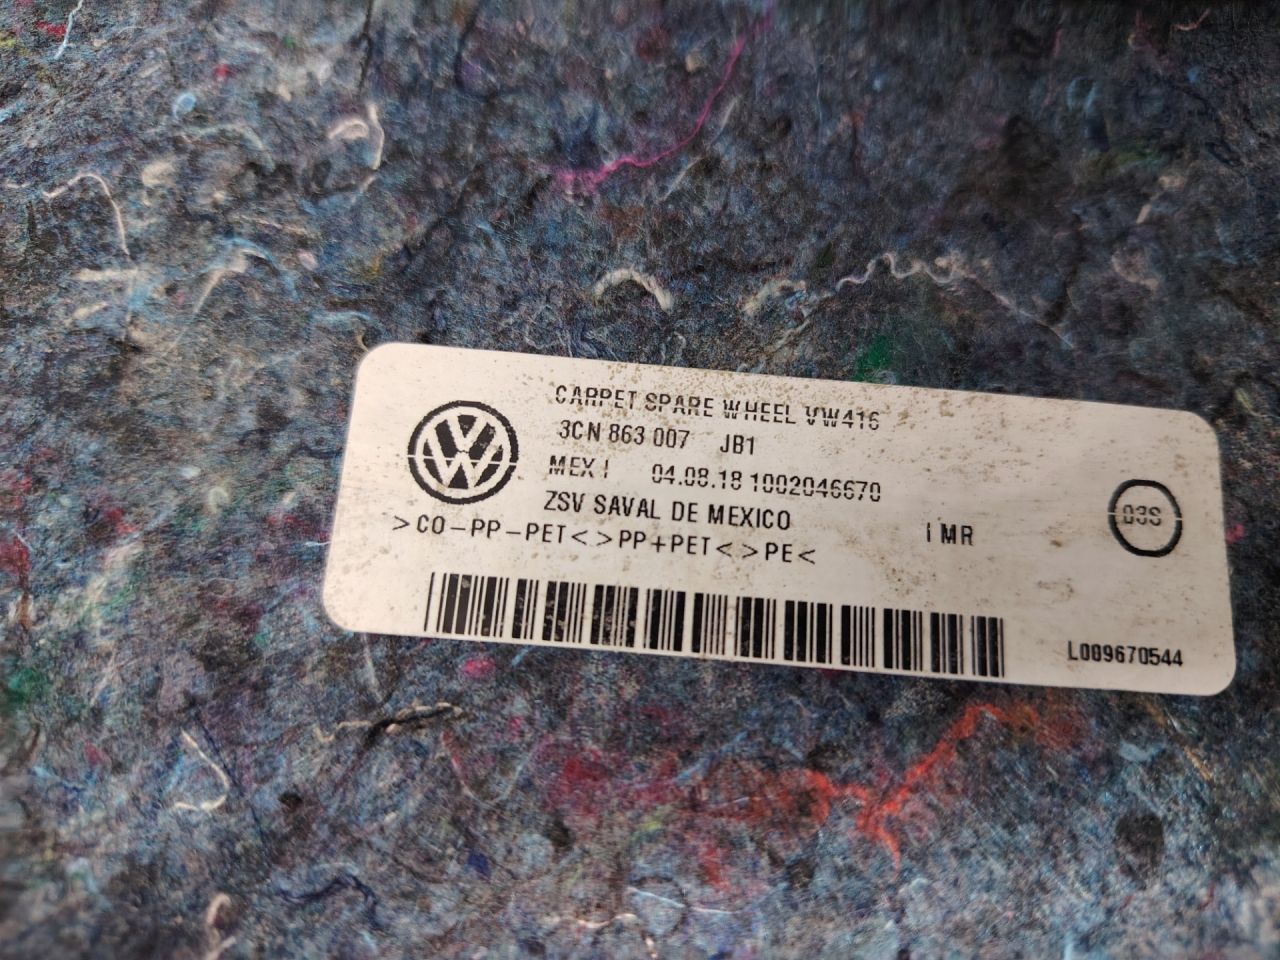 CARPET SPARE WHEEL VW416
3CN 863 007 JB1
MEX I 04.08.18 1002046670
ZSV SAVAL DE MEXICO
>CO-PP-PET<>PP+PET<>PE<
I MR
03S
L009670544